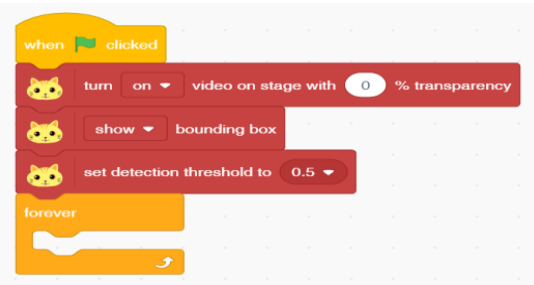 when clicked
turn on video on stage with 0 % transparency
show bounding box
set detection threshold to 0.5
forever